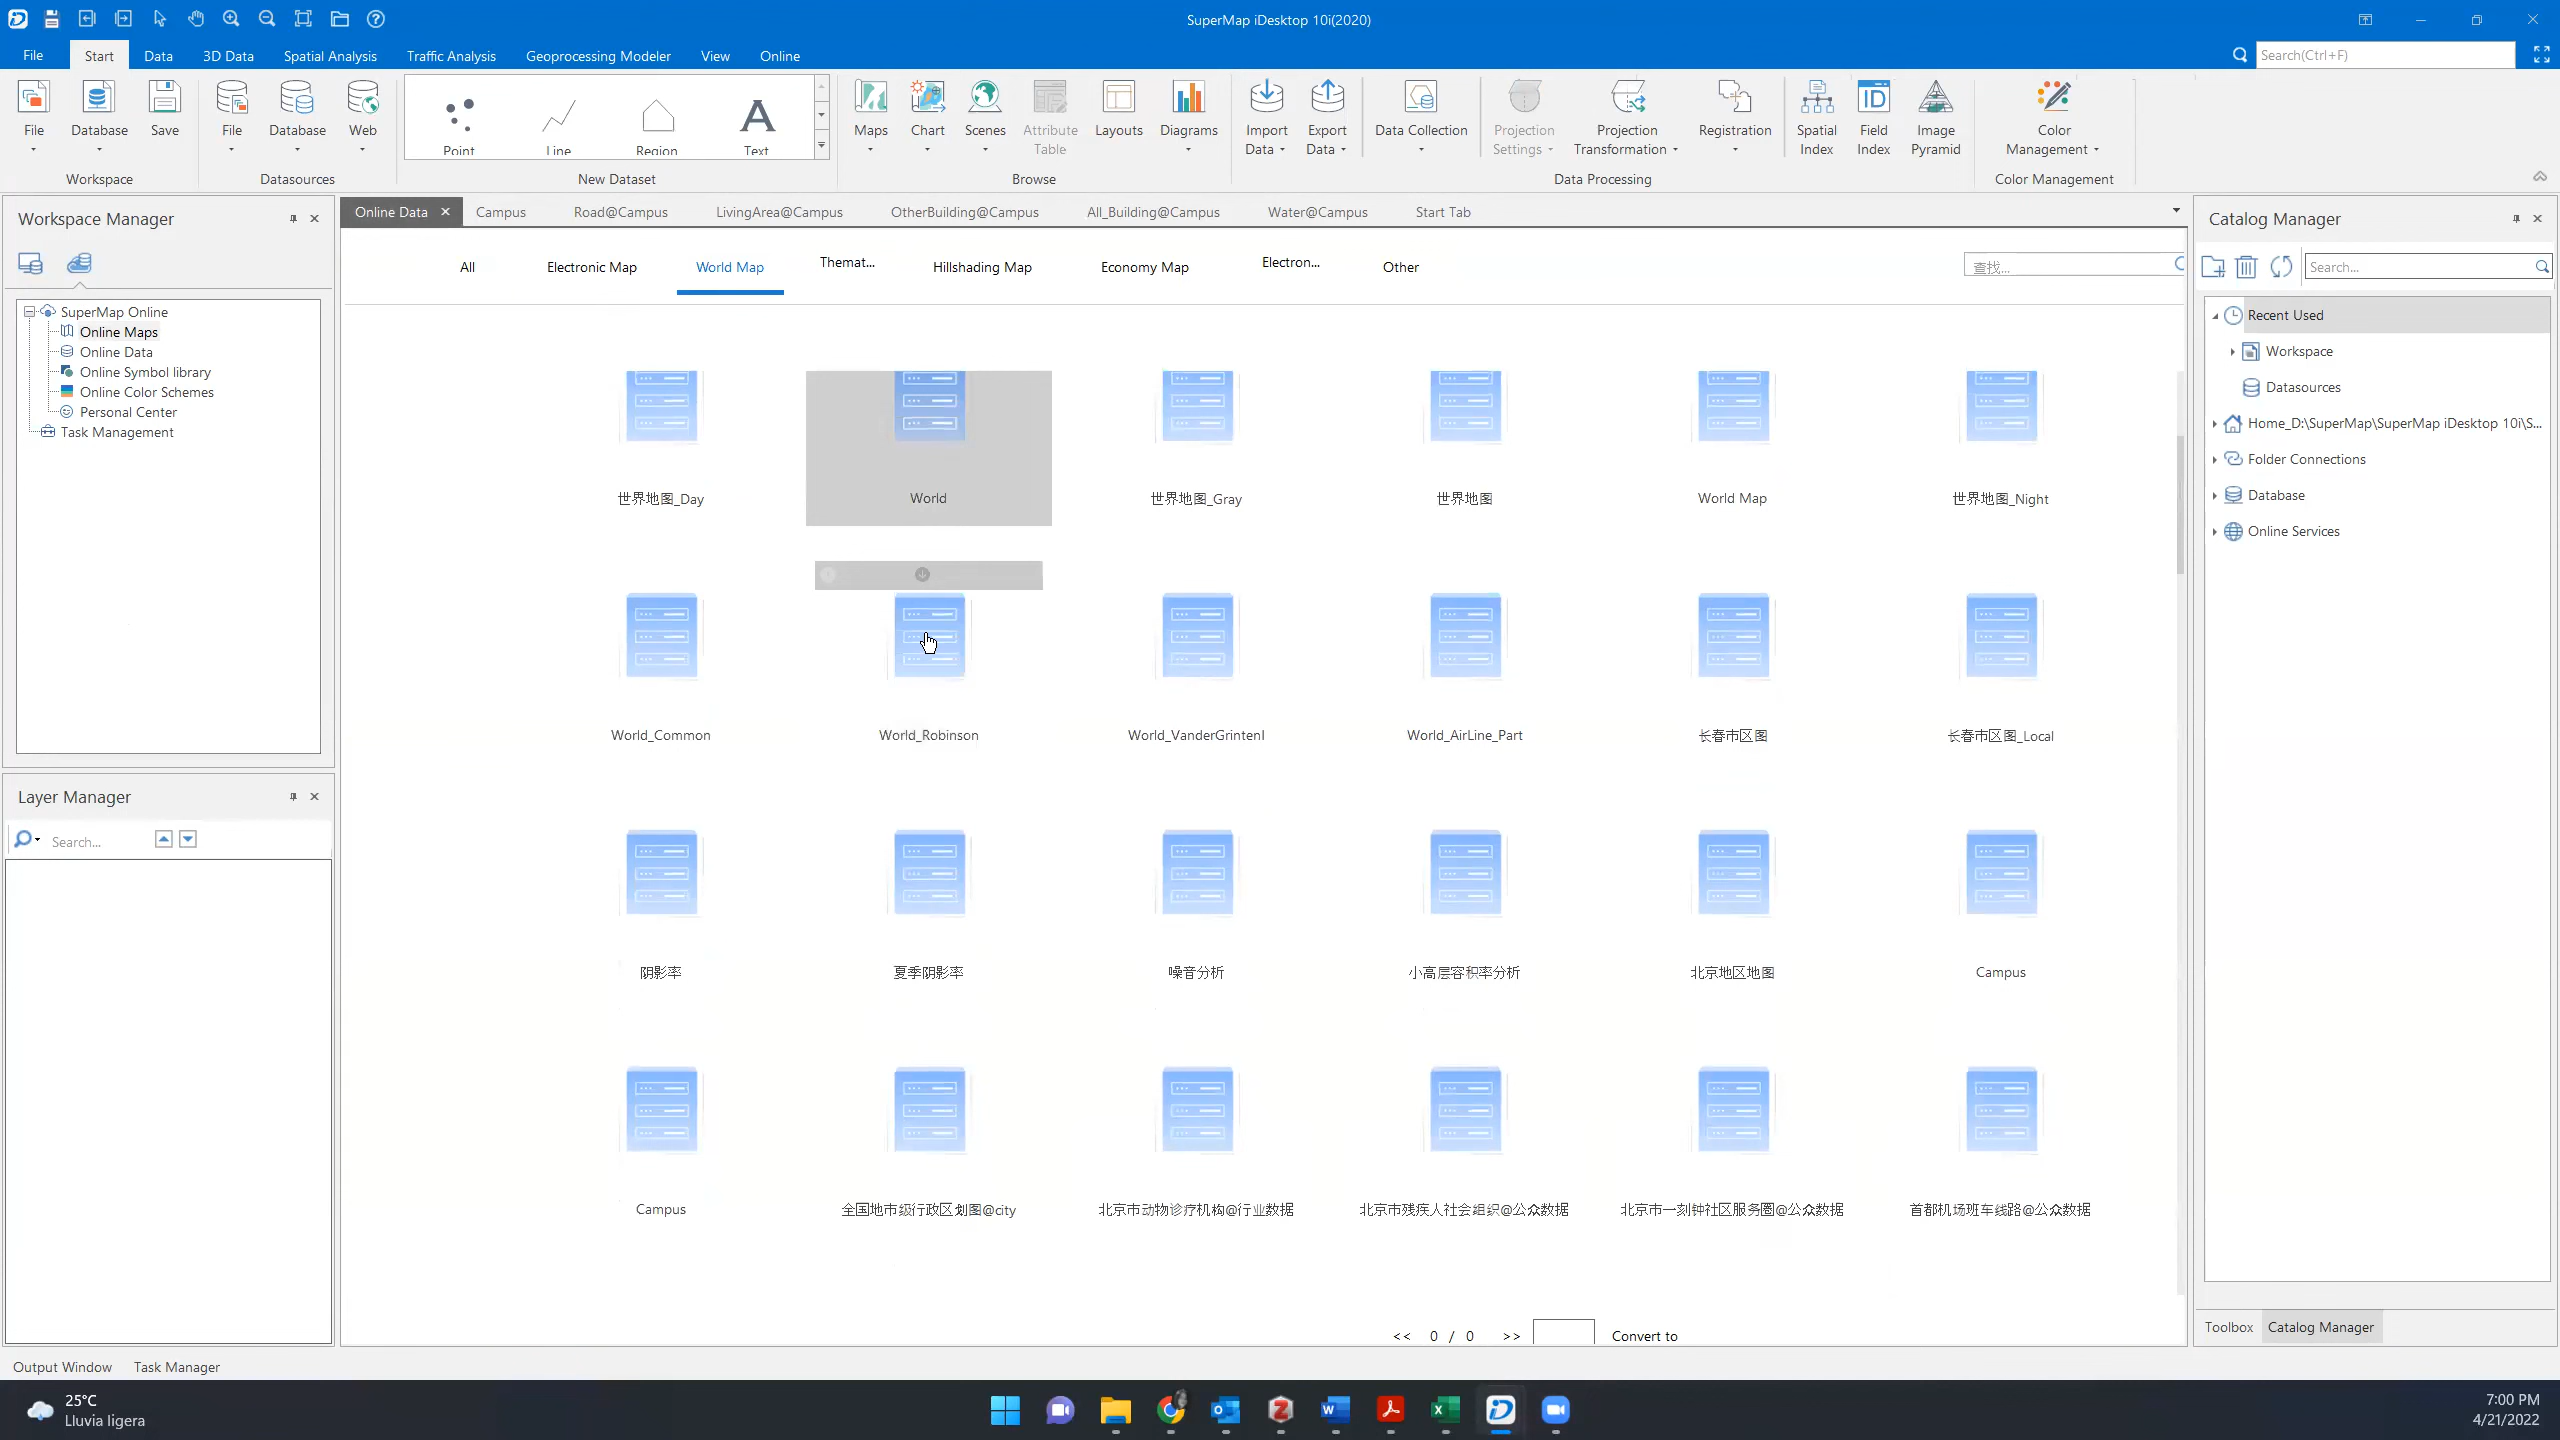 SuperMap iDesktop 10i(2020)
File Start Data 3D Data Spatial Analysis Traffic Analysis Geoprocessing Modeler View Online Search(Ctrl+F)
File Database Save File Database Web Point Line Region Text Maps Chart Scenes Attribute Table Layouts Diagrams Import Data Export Data Data Collection Projection Settings Projection Transformation Registration Spatial Index Field Index Image Pyramid Color Management
Workspace Datasources New Dataset Browse Data Processing Color Management
Workspace Manager
SuperMap Online
Online Maps
Online Data
Online Symbol library
Online Color Schemes
Personal Center
Task Management
Layer Manager
Search...
Online Data Campus Road@Campus LivingArea@Campus OtherBuilding@Campus All_Building@Campus Water@Campus Start Tab
All Electronic Map World Map Themat... Hillshading Map Economy Map Electron... Other 查找...
世界地图_Day World 世界地图_Gray 世界地图 World Map 世界地图_Night
World_Common World_Robinson World_VanderGrintenI World_AirLine_Part 长春市区图 长春市区图_Local
阴影率 夏季阴影率 噪音分析 小高层容积率分析 北京地区地图 Campus
Campus 全国地市级行政区划图@city 北京市动物诊疗机构@行业数据 北京市残疾人社会组织@公众数据 北京市一刻钟社区服务圈@公众数据 首都机场班车线路@公众数据
<< 0 / 0 >> Convert to
Catalog Manager
Search...
Recent Used
Workspace
Datasources
Home_D:\SuperMap\SuperMap iDesktop 10i\S...
Folder Connections
Database
Online Services
Toolbox Catalog Manager
Output Window Task Manager
25°C
Lluvia ligera
7:00 PM
4/21/2022